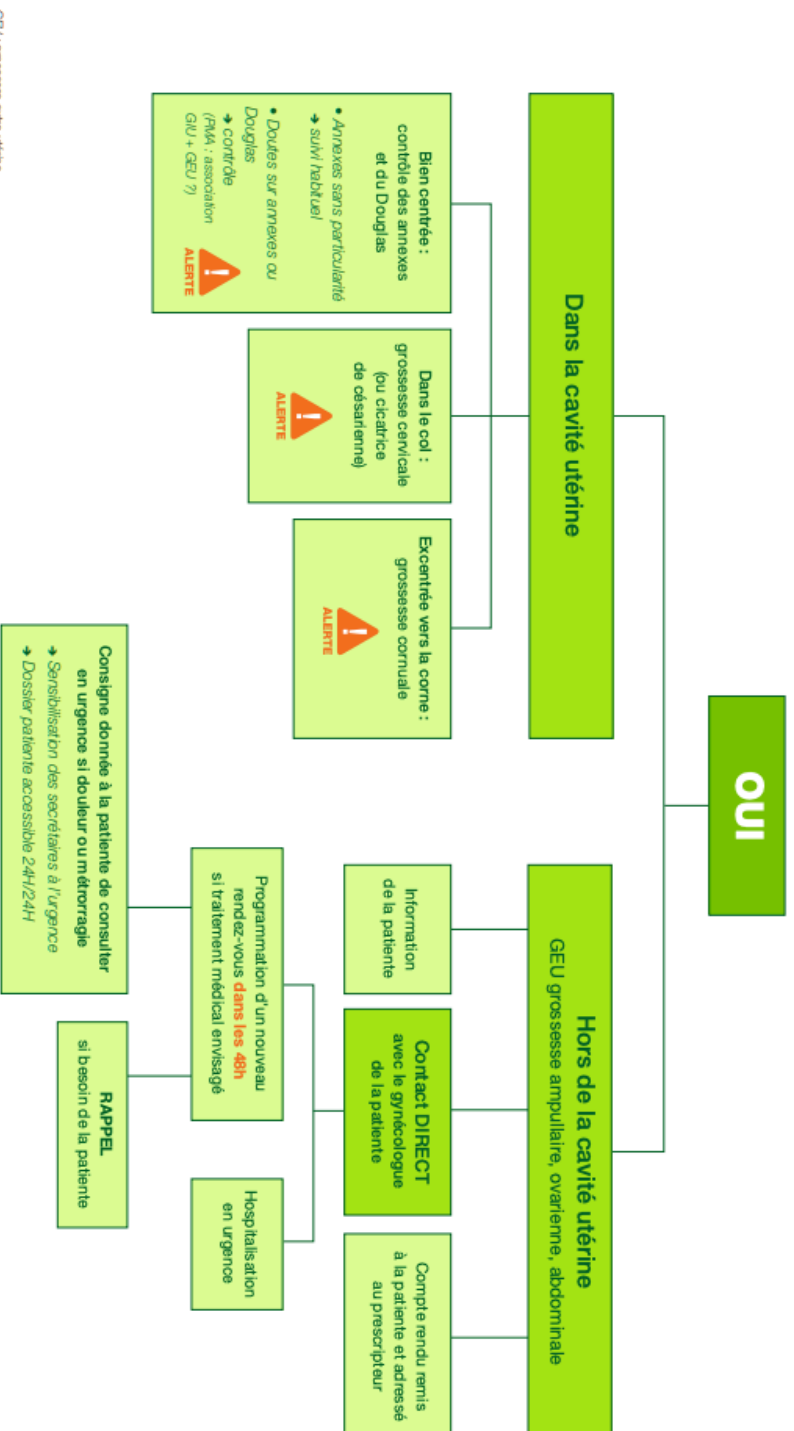 OUI
Dans la cavité utérine
Hors de la cavité utérine
GEU grossesse ampullaire, ovarienne, abdominale
Bien centrée :
contrôle des annexes
et du Douglas
• Annexes sans particularité
→ suivi habituel
• Doutes sur annexes ou
Douglas
→ contrôle
(PMA : association
GIU + GEU ?)
ALERTE
Dans le col :
grossesse cervicale
(ou cicatrice
de césarienne)
ALERTE
Excentrée vers la corne :
grossesse cornuale
ALERTE
Information
de la patiente
Contact DIRECT
avec le gynécologue
de la patiente
Compte rendu remis
à la patiente et adressé
au prescripteur
Programmation d'un nouveau
rendez-vous dans les 48h
si traitement médical envisagé
Hospitalisation
en urgence
Consigne donnée à la patiente de consulter
en urgence si douleur ou métrorragie
→ Sensibilisation des secrétaires à l'urgence
→ Dossier patiente accessible 24H/24H
RAPPEL
si besoin de la patiente